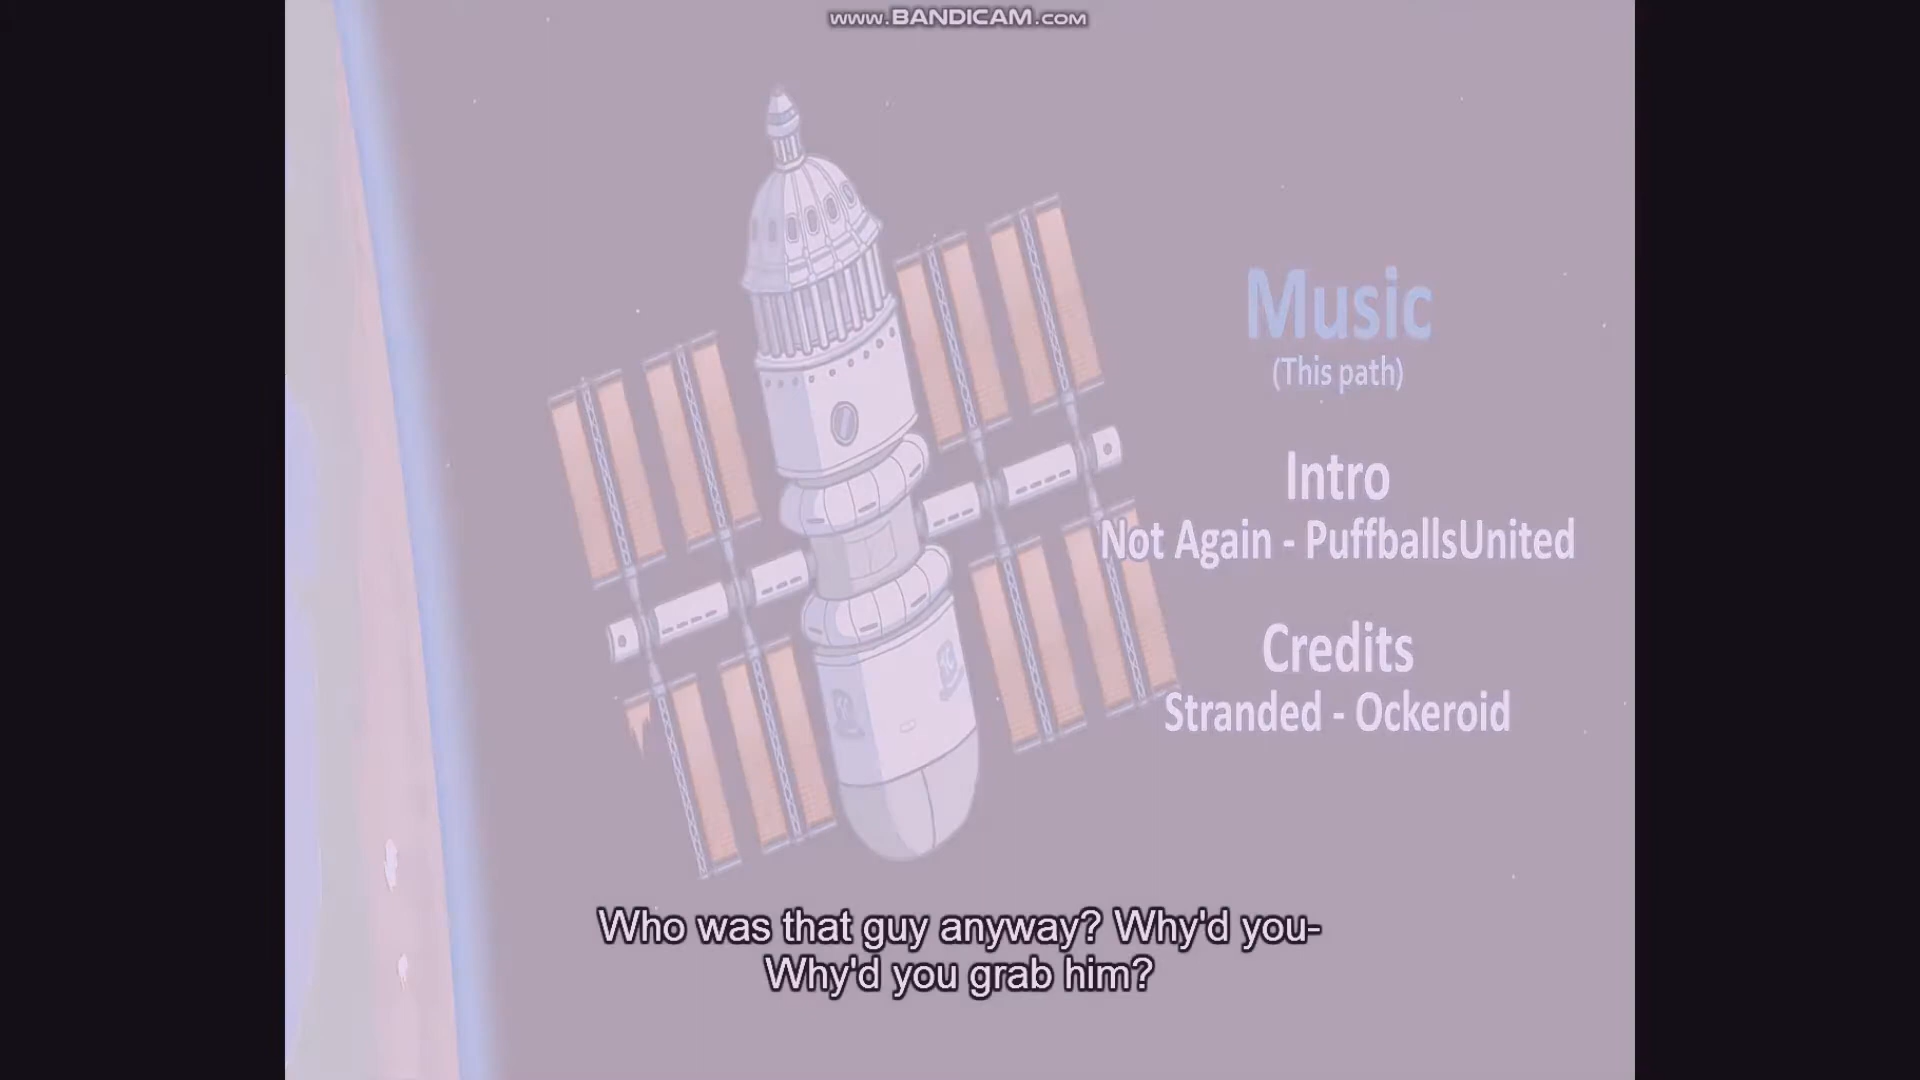 www.BANDICAM.com
Music
(This path)
Intro
Not Again - PuffballsUnited
Credits
Stranded - Ockeroid
Who was that guy anyway? Why'd you-
Why'd you grab him?